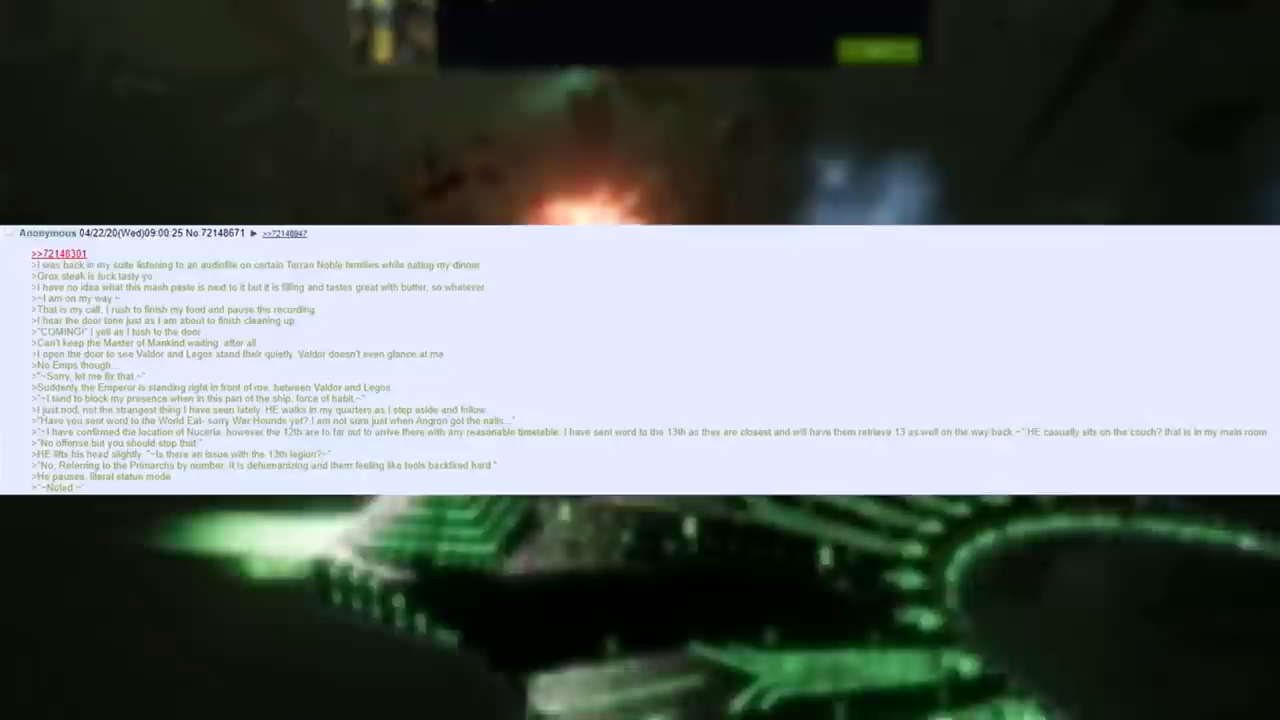 Anonymous 04/22/20(Wed)09:00:25 No 72148671 ▶ >>72148947
>>72148301
>I was back in my suite listening to an audiofile on certain Terran Noble families while eating my dinner
>Grox steak is fuck tasty yo
>I have no idea what this mash paste is next to it but it is filling and tastes great with butter, so whatever
>~I am on my way ~
>That is my call, I rush to finish my food and pause the recording
>I hear the door tone just as I am about to finish cleaning up
>"COMING!" I yell as I rush to the door
>Can't keep the Master of Mankind waiting, after all
>I open the door to see Valdor and Legos stand their quietly. Valdor doesn't even glance at me
>No Emps though...
>"~Sorry, let me fix that.~"
>Suddenly the Emperor is standing right in front of me, between Valdor and Legos
>"~I tend to block my presence when in this part of the ship, force of habit.~"
>I just nod, not the strangest thing I have seen lately. HE walks in my quarters as I step aside and follow
>"Have you sent word to the World Eat- sorry War Hounds yet? I am not sure just when Angron got the nails..."
>"~I have confirmed the location of Nuceria, however the 12th are to far out to arrive there with any reasonable timetable. I have sent word to the 13th as they are closest and will have them retrieve 13 as well on the way back.~" HE casually sits on the couch? that is in my main room
>"No offense but you should stop that."
>HE lifts his head slightly. "~Is there an issue with the 13th legion?~"
>"No, Referring to the Primarchs by number. It is dehumanizing and them feeling like tools backfired hard."
>He pauses, literal statue mode
>"~Noted.~"